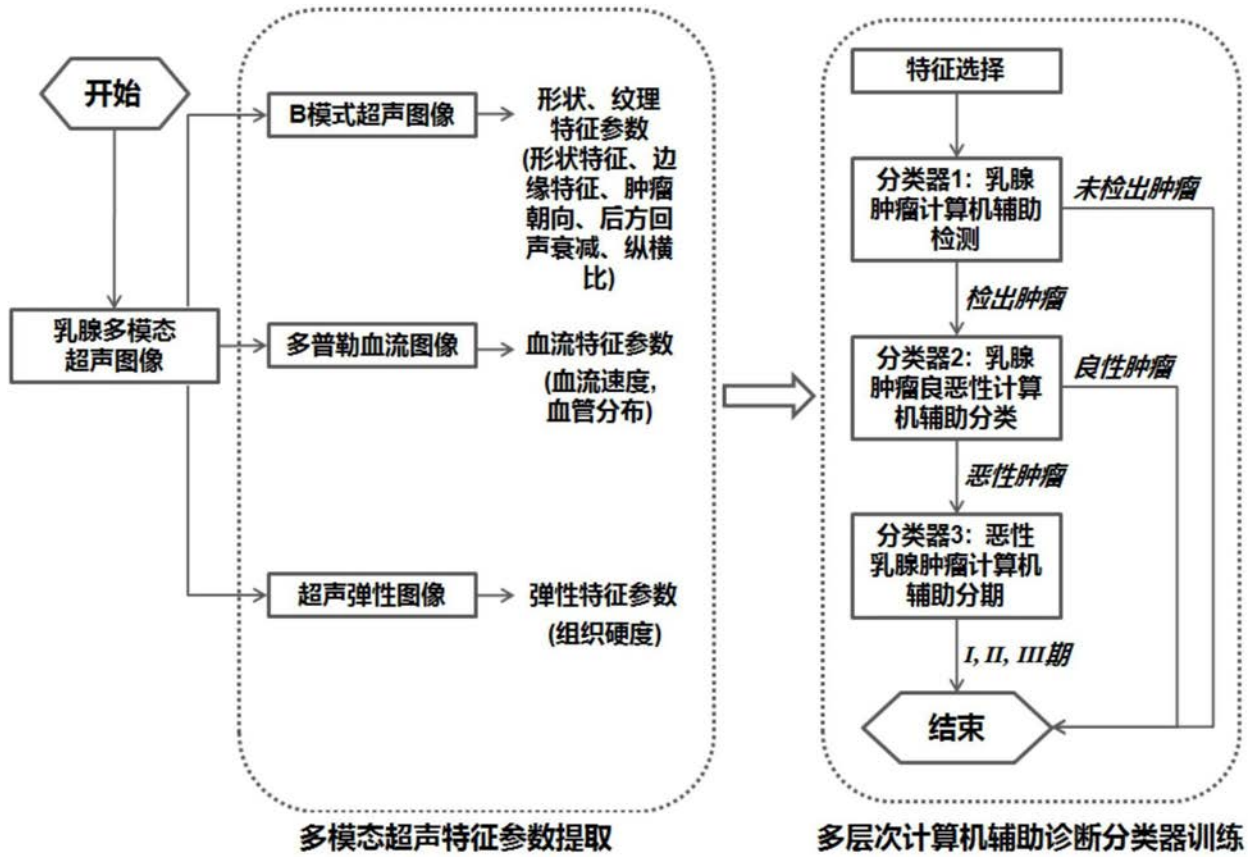 开始
乳腺多模态
超声图像
B模式超声图像
形状、纹理
特征参数
(形状特征、边
缘特征、肿瘤
朝向、后方回
声衰减、纵横
比)
多普勒血流图像
血流特征参数
(血流速度,
血管分布)
超声弹性图像
弹性特征参数
(组织硬度)
多模态超声特征参数提取
特征选择
分类器1: 乳腺
肿瘤计算机辅助
检测
未检出肿瘤
检出肿瘤
分类器2: 乳腺
肿瘤良恶性计算
机辅助分类
良性肿瘤
恶性肿瘤
分类器3: 恶性
乳腺肿瘤计算机
辅助分期
I, II, III期
结束
多层次计算机辅助诊断分类器训练